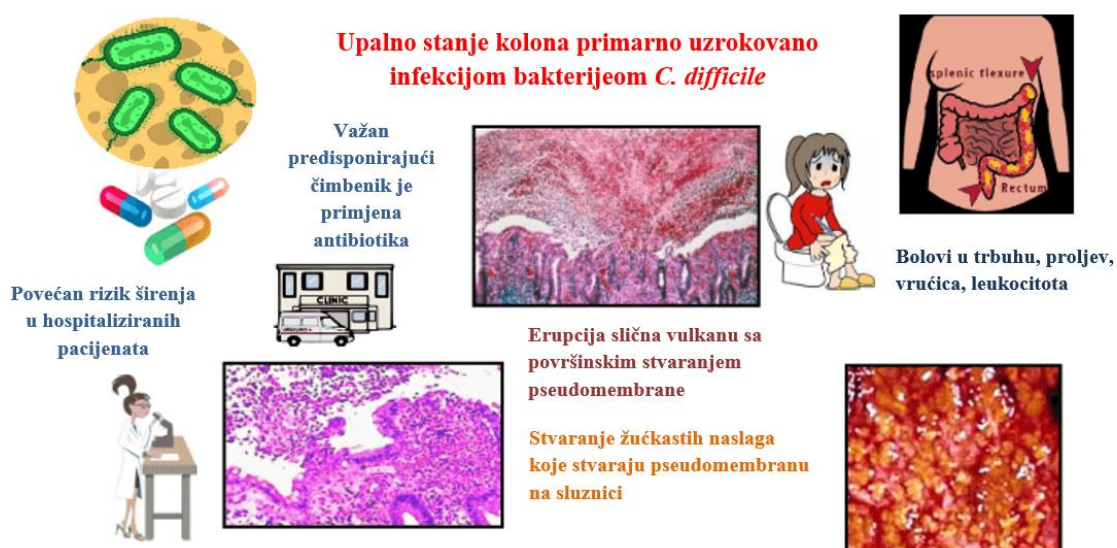 Upalno stanje kolona primarno uzrokovano
infekcijom bakterijeom C. difficile
Važan
predisponirajući
čimbenik je
primjena
antibiotika
splenic flexure
Rectum
Bolovi u trbuhu, proljev,
vrućica, leukocitota
Povećan rizik širenja
u hospitaliziranih
pacijenata
CLINIC
AMBULANCE
Erupcija slična vulkanu sa
površinskim stvaranjem
pseudomembrane
Stvaranje žućkastih naslaga
koje stvaraju pseudomembranu
na sluznici